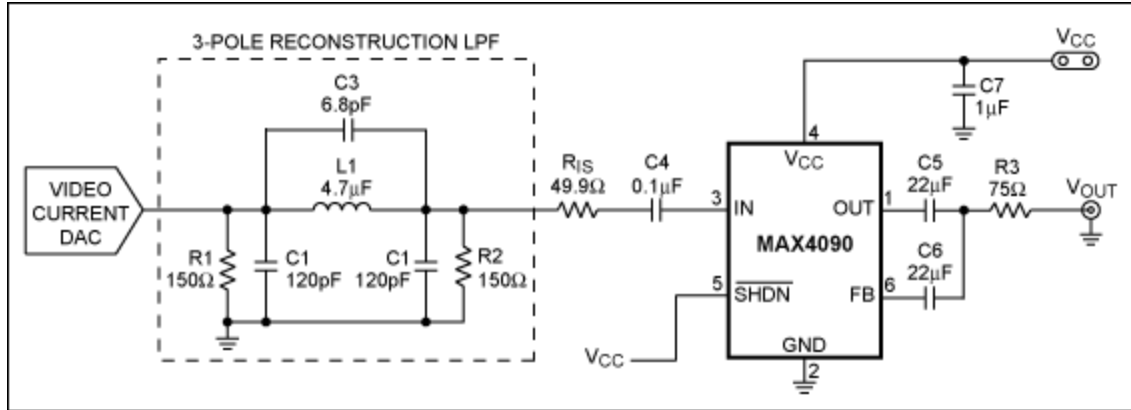 3-POLE RECONSTRUCTION LPF
C3
6.8pF
L1
4.7µF
VIDEO
CURRENT
DAC
R1
150Ω
C1
120pF
C1
120pF
R2
150Ω
RIS
49.9Ω
C4
0.1µF
VCC
C7
1µF
4
VCC
3
IN
OUT
1
MAX4090
5
SHDN
FB
6
GND
2
VCC
C5
22µF
C6
22µF
R3
75Ω
VOUT